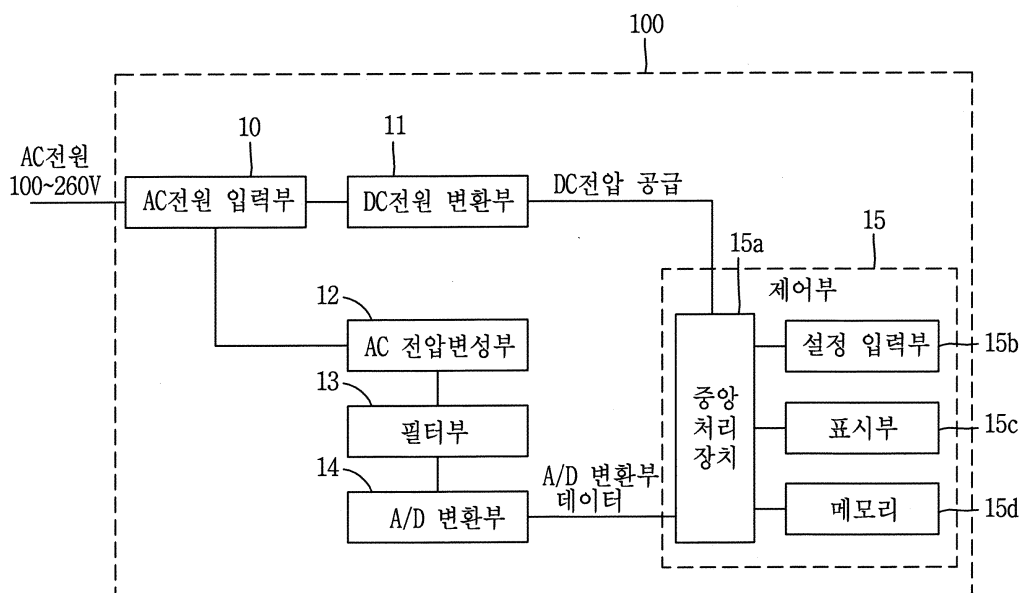 100
AC전원
100~260V
10
AC전원 입력부
11
DC전원 변환부
DC전압 공급
15
15a
제어부
12
AC 전압변성부
설정 입력부
15b
13
필터부
중앙
처리
장치
표시부
15c
14
A/D 변환부
A/D 변환부
데이터
메모리
15d